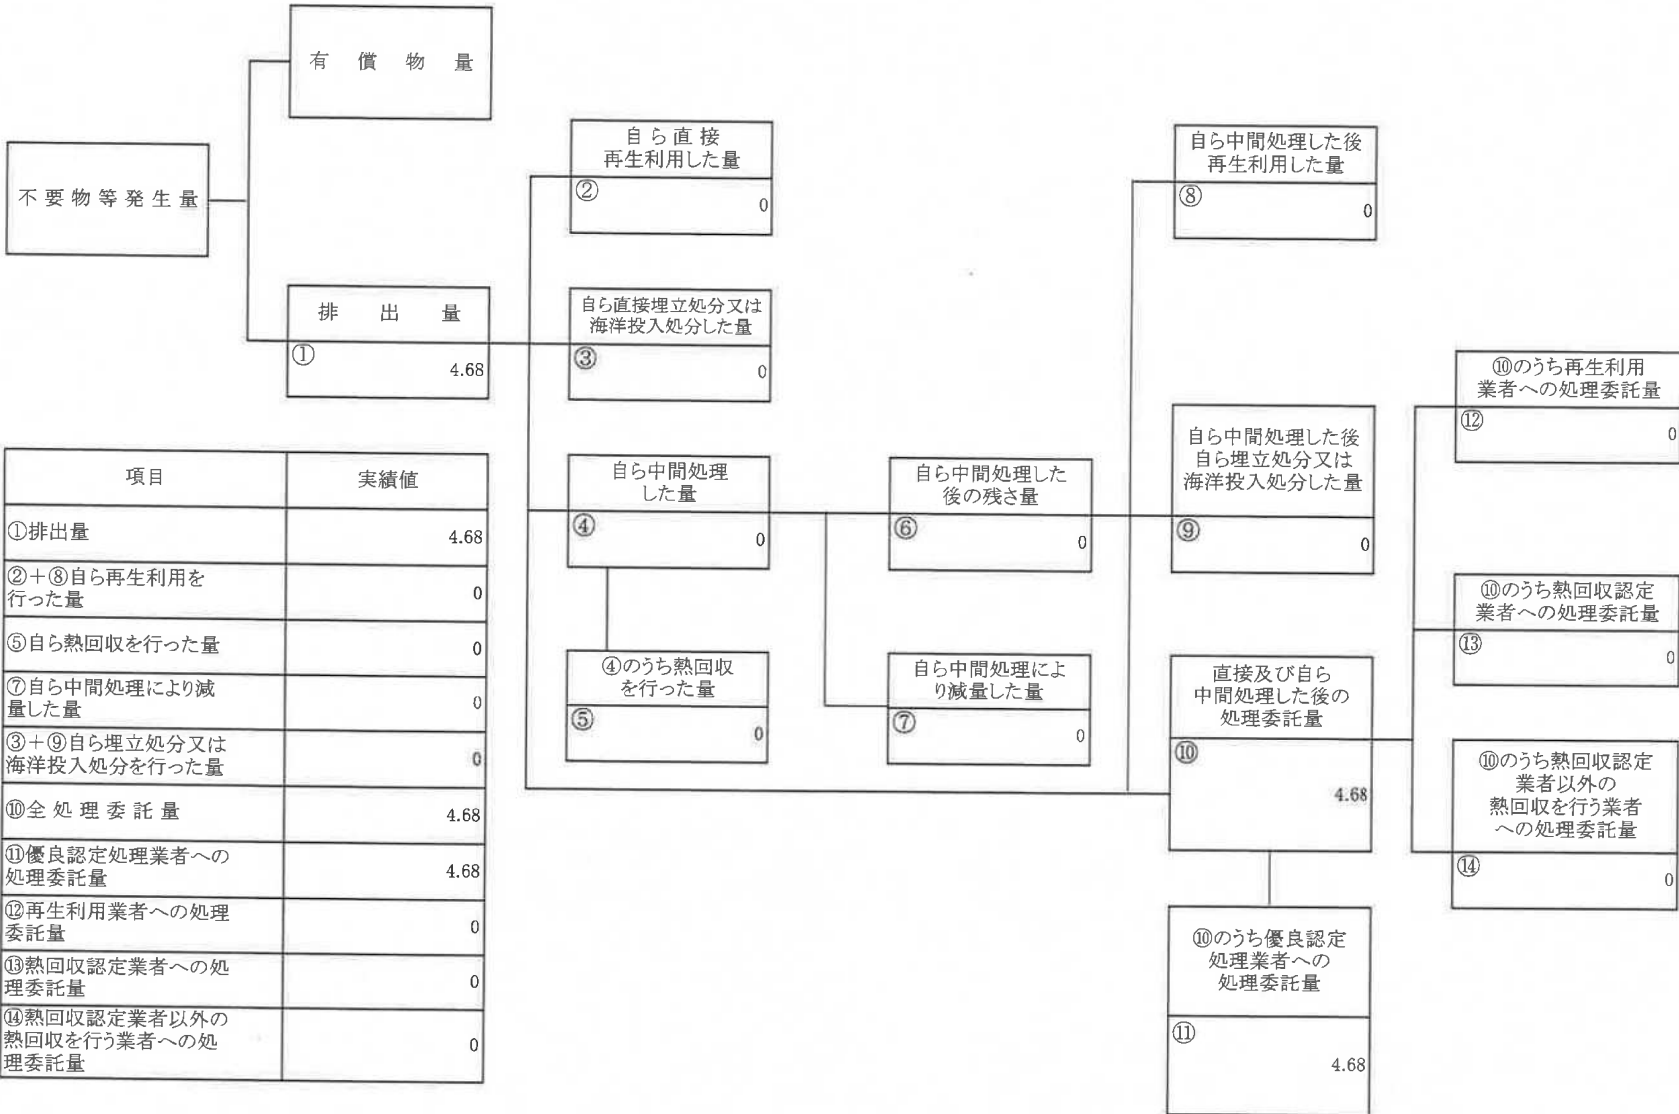 有償物量
不要物等発生量
排出量
①
4.68
自ら直接
再生利用した量
②
0
自ら直接埋立処分又は
海洋投入処分した量
③
0
自ら中間処理
した量
④
0
④のうち熱回収
を行った量
⑤
0
自ら中間処理した
後の残さ量
⑥
0
自ら中間処理によ
り減量した量
⑦
0
自ら中間処理した後
再生利用した量
⑧
0
自ら中間処理した後
自ら埋立処分又は
海洋投入処分した量
⑨
0
直接及び自ら
中間処理した後の
処理委託量
⑩
4.68
⑩のうち優良認定
処理業者への
処理委託量
⑪
4.68
⑩のうち再生利用
業者への処理委託量
⑫
0
⑩のうち熱回収認定
業者への処理委託量
⑬
0
⑩のうち熱回収認定
業者以外の
熱回収を行う業者
への処理委託量
⑭
0
項目 実績値
①排出量 4.68
②+⑧自ら再生利用を
行った量 0
⑤自ら熱回収を行った量 0
⑦自ら中間処理により減
量した量 0
③+⑨自ら埋立処分又は
海洋投入処分を行った量 0
⑩全処理委託量 4.68
⑪優良認定処理業者への
処理委託量 4.68
⑫再生利用業者への処理
委託量 0
⑬熱回収認定業者への処
理委託量 0
⑭熱回収認定業者以外の
熱回収を行う業者への処
理委託量 0